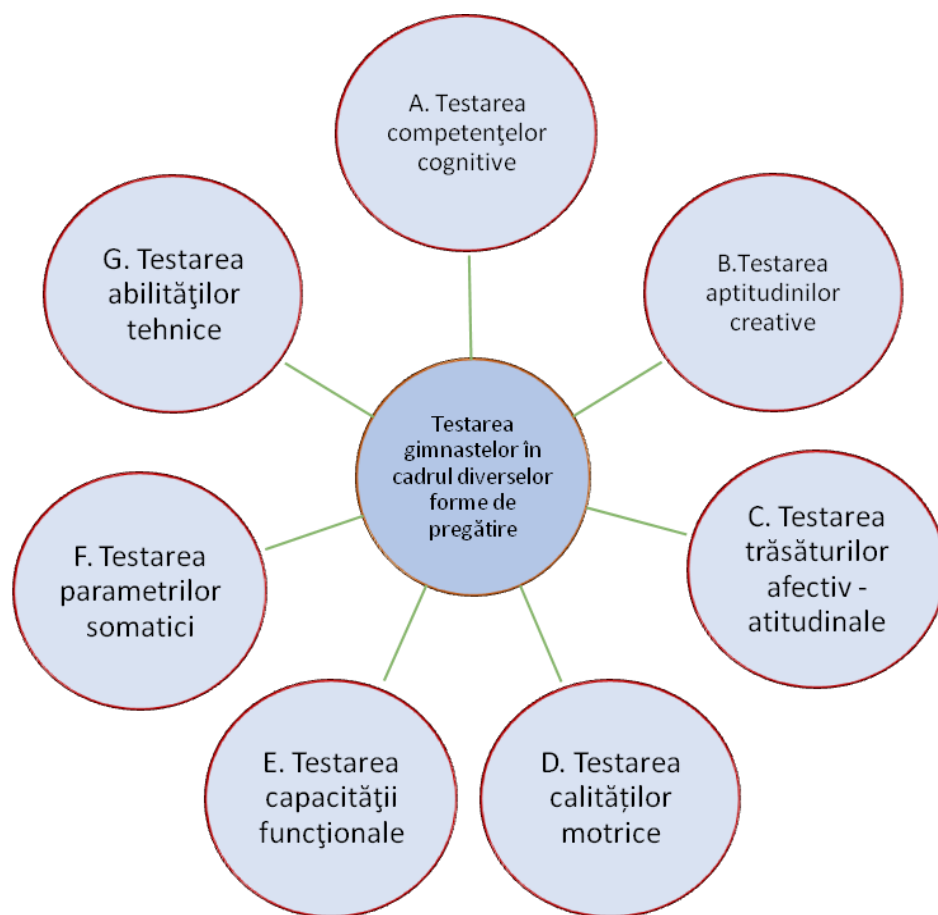 A. Testarea
competenţelor
cognitive
B.Testarea
aptitudinilor
creative
C. Testarea
trăsăturilor
afectiv -
atitudinale
D. Testarea
calităților
motrice
E. Testarea
capacităţii
funcţionale
F. Testarea
parametrilor
somatici
G. Testarea
abilităţilor
tehnice
Testarea
gimnastelor în
cadrul diverselor
forme de
pregătire